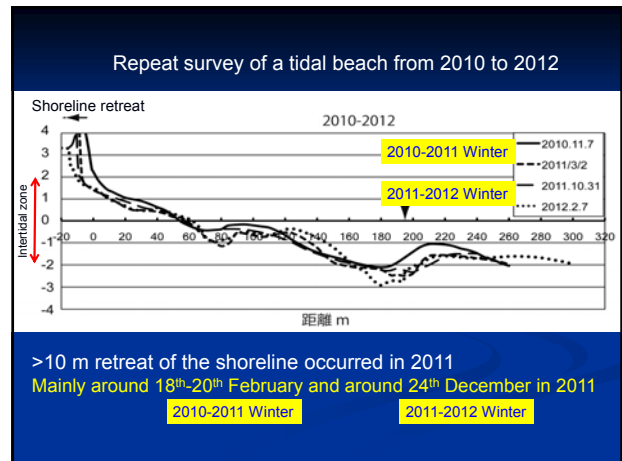 Repeat survey of a tidal beach from 2010 to 2012
Shoreline retreat
2010-2012
4
3
2
1
0
-1
-2
-3
-4
Intertidal zone
2010-2011 Winter
2011-2012 Winter
2010.11.7
2011/3/2
2011.10.31
2012.2.7
-20 0 20 40 60 80 100 120 140 160 180 200 220 240 260 280 300 320
距離 m
>10 m retreat of the shoreline occurred in 2011
Mainly around 18th-20th February and around 24th December in 2011
2010-2011 Winter 2011-2012 Winter